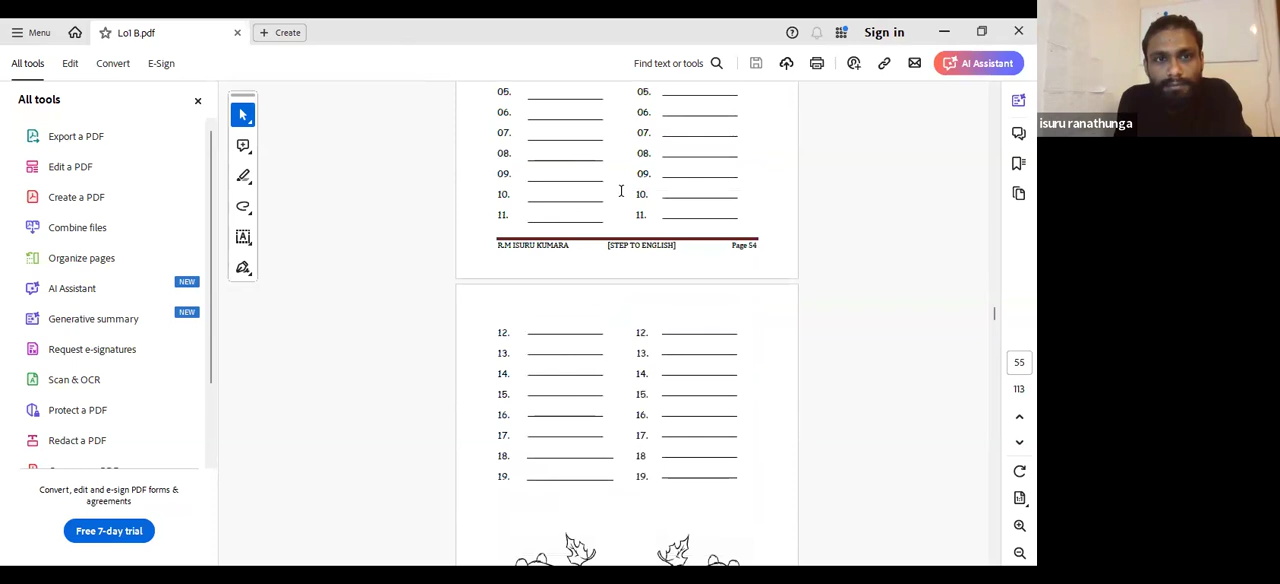 Menu
Lo1 B.pdf
Create
Sign in
All tools
Edit
Convert
E-Sign
Find text or tools
AI Assistant
All tools
Export a PDF
Edit a PDF
Create a PDF
Combine files
Organize pages
AI Assistant NEW
Generative summary NEW
Request e-signatures
Scan & OCR
Protect a PDF
Redact a PDF
Convert, edit and e-sign PDF forms &
agreements
Free 7-day trial
05. 05.
06. 06.
07. 07.
08. 08.
09. 09.
10. 10.
11. 11.
R.M ISURU KUMARA [STEP TO ENGLISH] Page 54
12. 12.
13. 13.
14. 14.
15. 15.
16. 16.
17. 17.
18. 18
19. 19.
55
113
isuru ranathunga